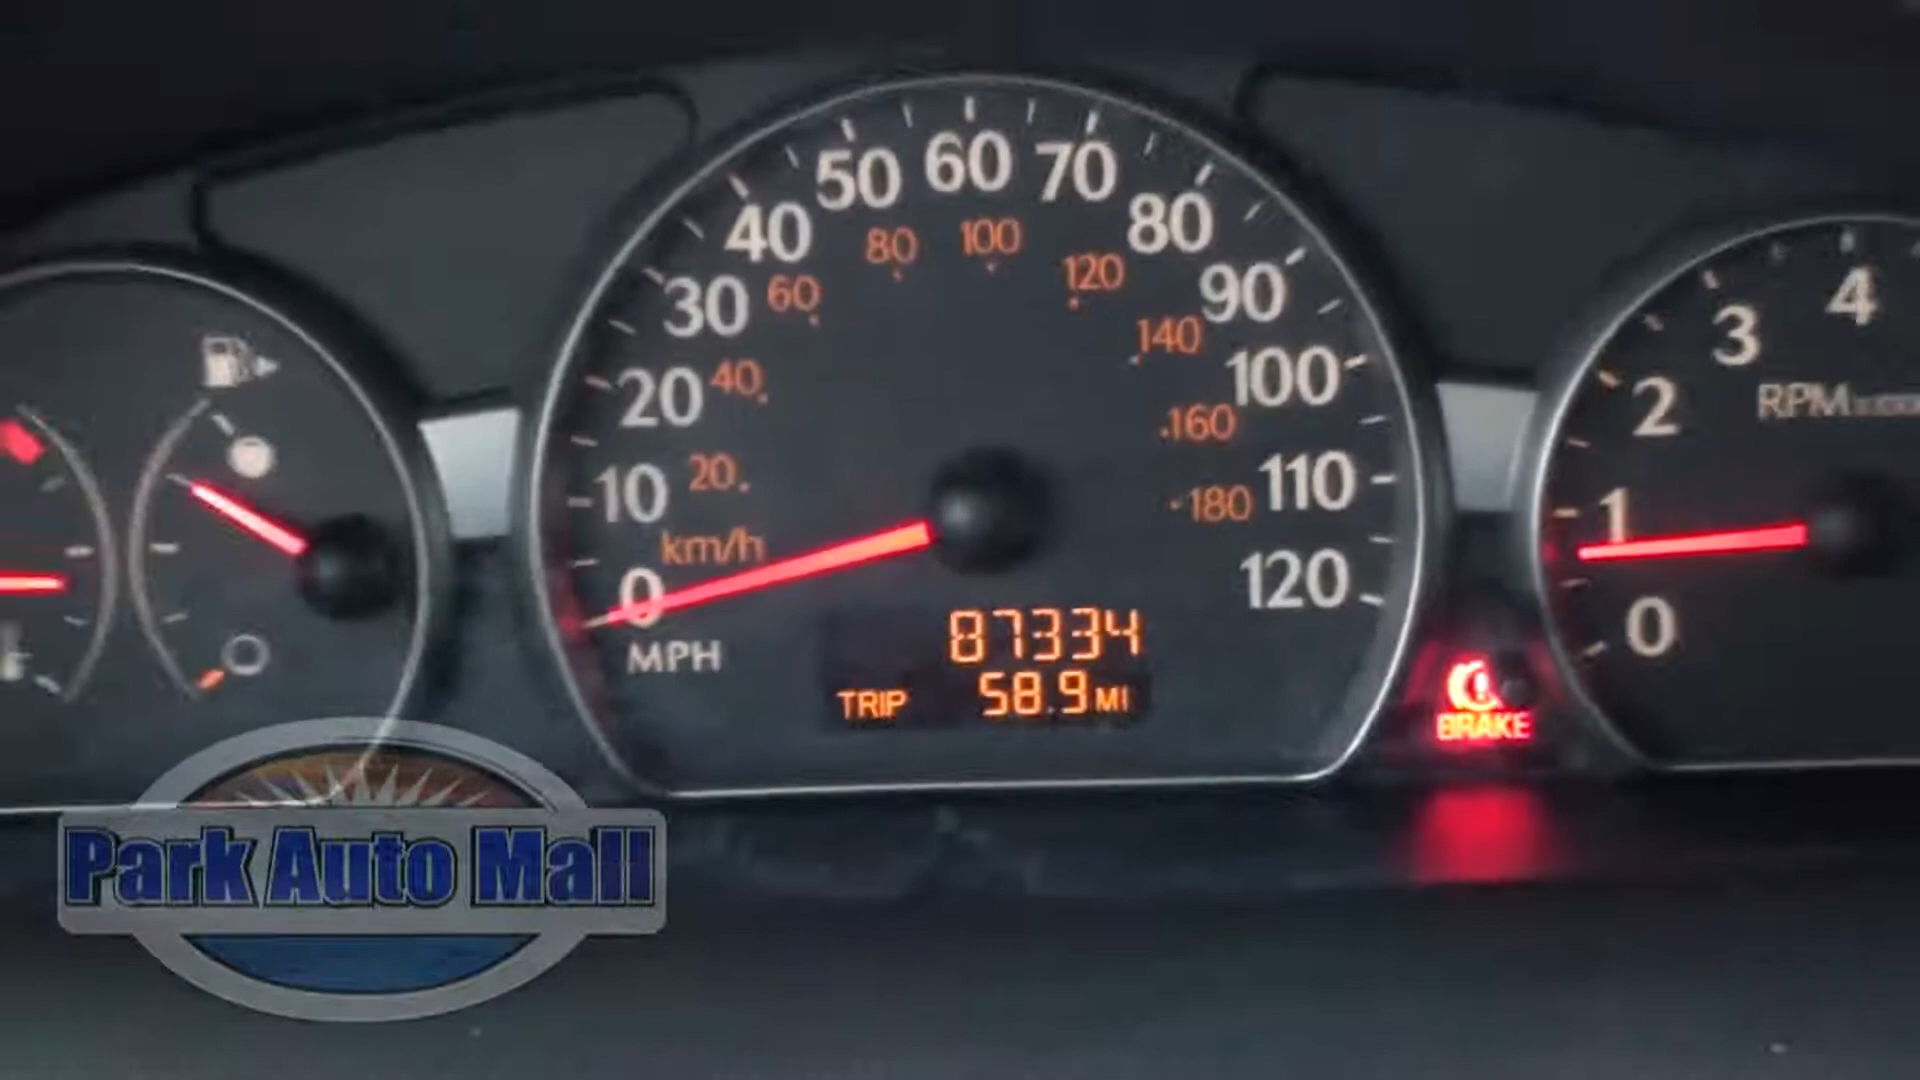 50 60 70
40 80
30 90
20 100
10 110
0 120
80 100 120
60 140
40 160
20 180
km/h
MPH
87334
TRIP 58.9 MI
BRAKE
4
3
2
1
0
RPM
Park Auto Mall